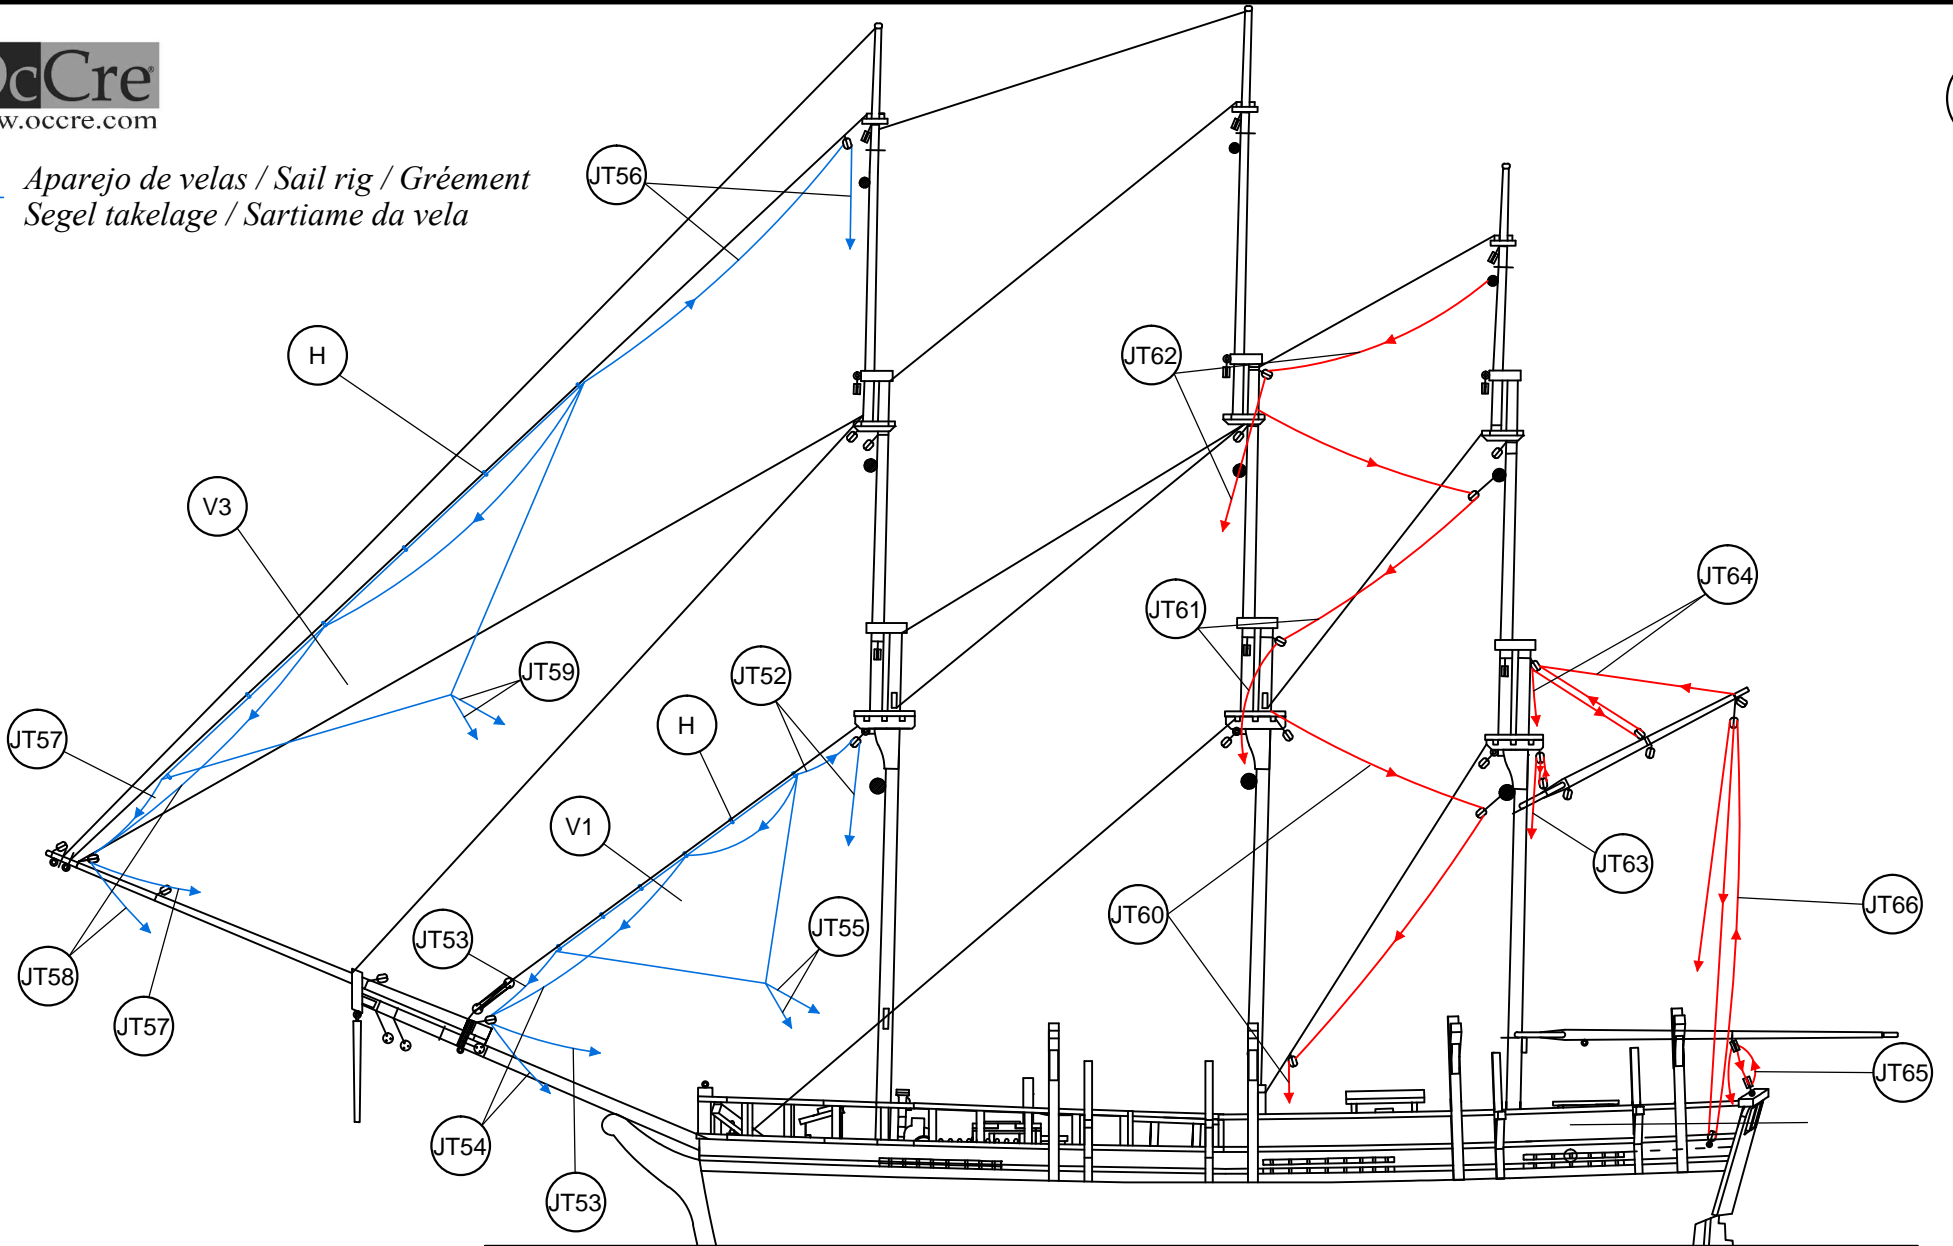 OcCre
w.occre.com
Aparejo de velas / Sail rig / Gréement
Segel takelage / Sartiame da vela
JT56
H
V3
JT62
JT64
JT61
JT59
JT52
H
JT57
V1
JT63
JT66
JT60
JT55
JT53
JT58
JT57
JT65
JT54
JT53